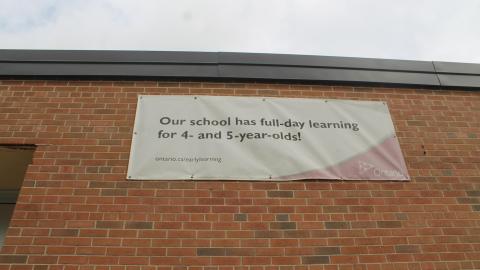 Our school has full-day learning
for 4- and 5-year-olds!
ontario.ca/earlylearning
Ontario